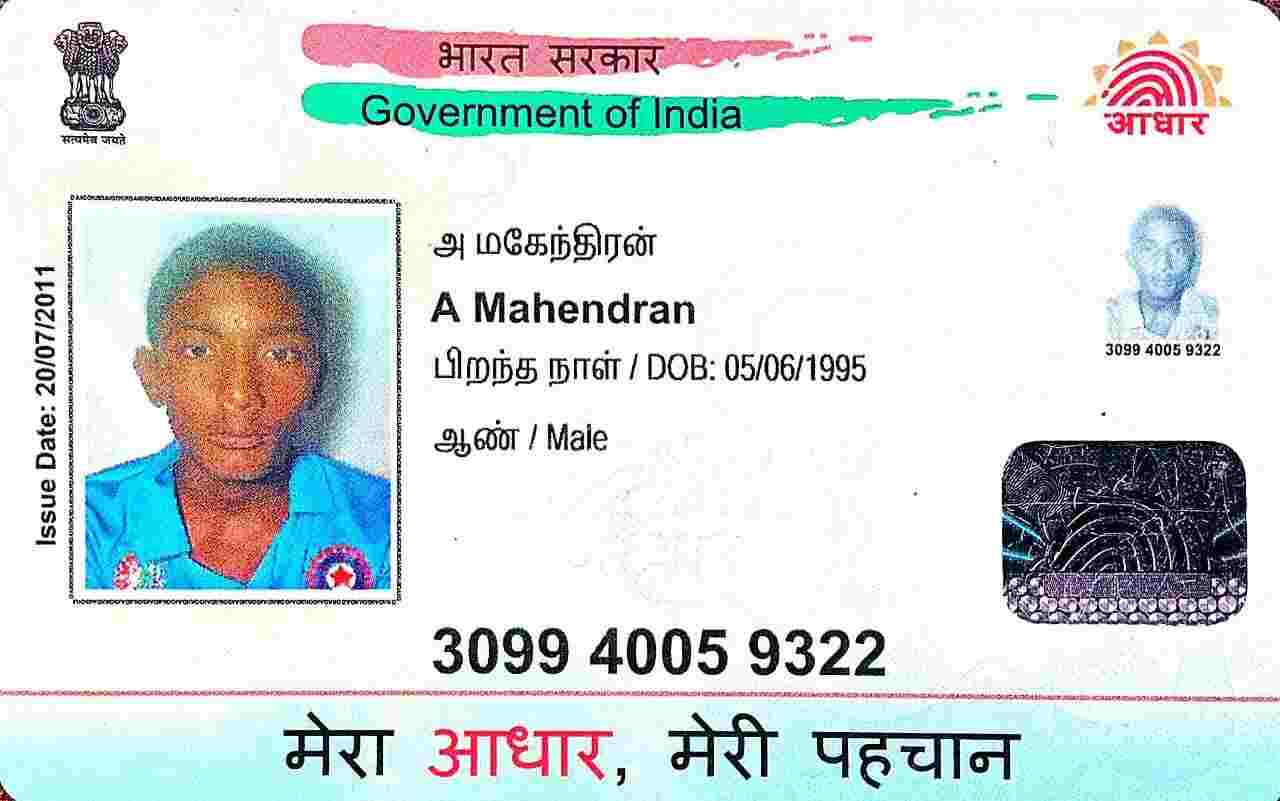 भारत सरकार
Government of India
सत्यमेव जयते
आधार
Issue Date: 20/07/2011
அ மகேந்திரன்
A Mahendran
பிறந்த நாள் / DOB: 05/06/1995
ஆண் / Male
3099 4005 9322
3099 4005 9322
मेरा आधार, मेरी पहचान